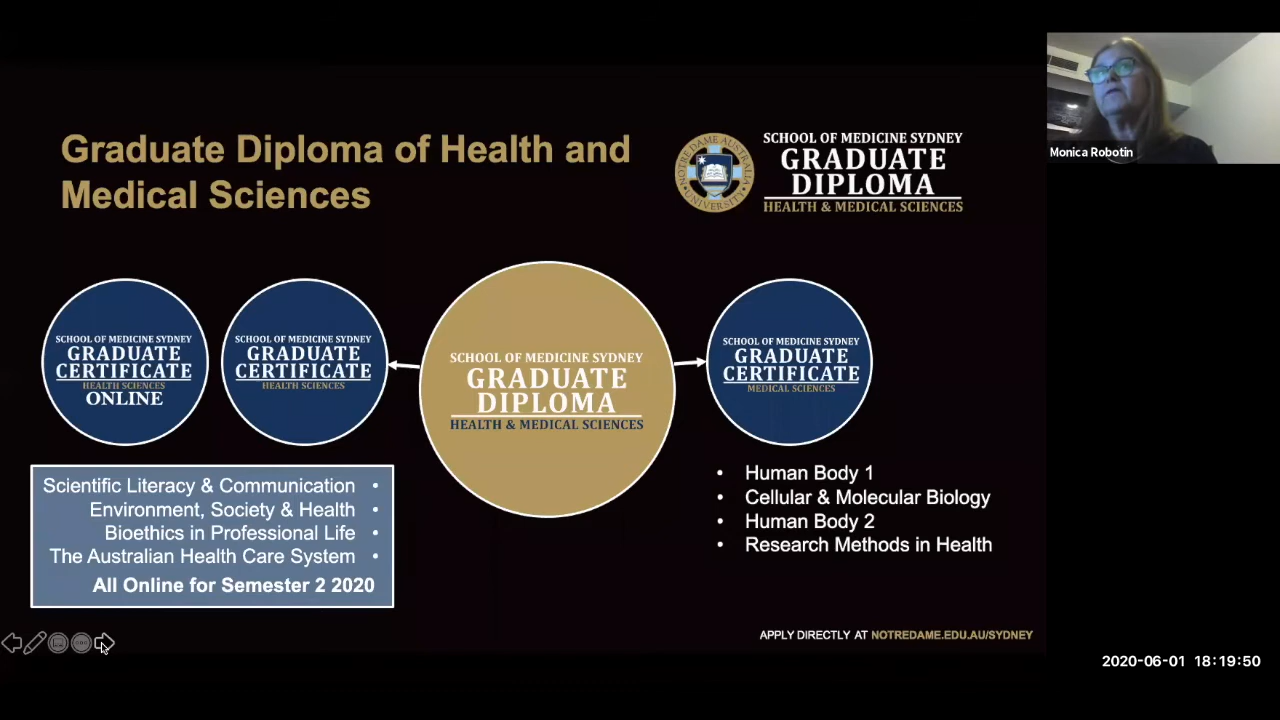 Graduate Diploma of Health and
Medical Sciences
NOTRE DAME AUSTRALIA
UNIVERSITY
SCHOOL OF MEDICINE SYDNEY
GRADUATE
DIPLOMA
HEALTH & MEDICAL SCIENCES
Monica Robotin
SCHOOL OF MEDICINE SYDNEY
GRADUATE
CERTIFICATE
HEALTH SCIENCES
ONLINE
SCHOOL OF MEDICINE SYDNEY
GRADUATE
CERTIFICATE
HEALTH SCIENCES
SCHOOL OF MEDICINE SYDNEY
GRADUATE
DIPLOMA
HEALTH & MEDICAL SCIENCES
SCHOOL OF MEDICINE SYDNEY
GRADUATE
CERTIFICATE
MEDICAL SCIENCES
Scientific Literacy & Communication •
Environment, Society & Health •
Bioethics in Professional Life •
The Australian Health Care System •
All Online for Semester 2 2020
• Human Body 1
• Cellular & Molecular Biology
• Human Body 2
• Research Methods in Health
APPLY DIRECTLY AT NOTREDAME.EDU.AU/SYDNEY
2020-06-01 18:19:50